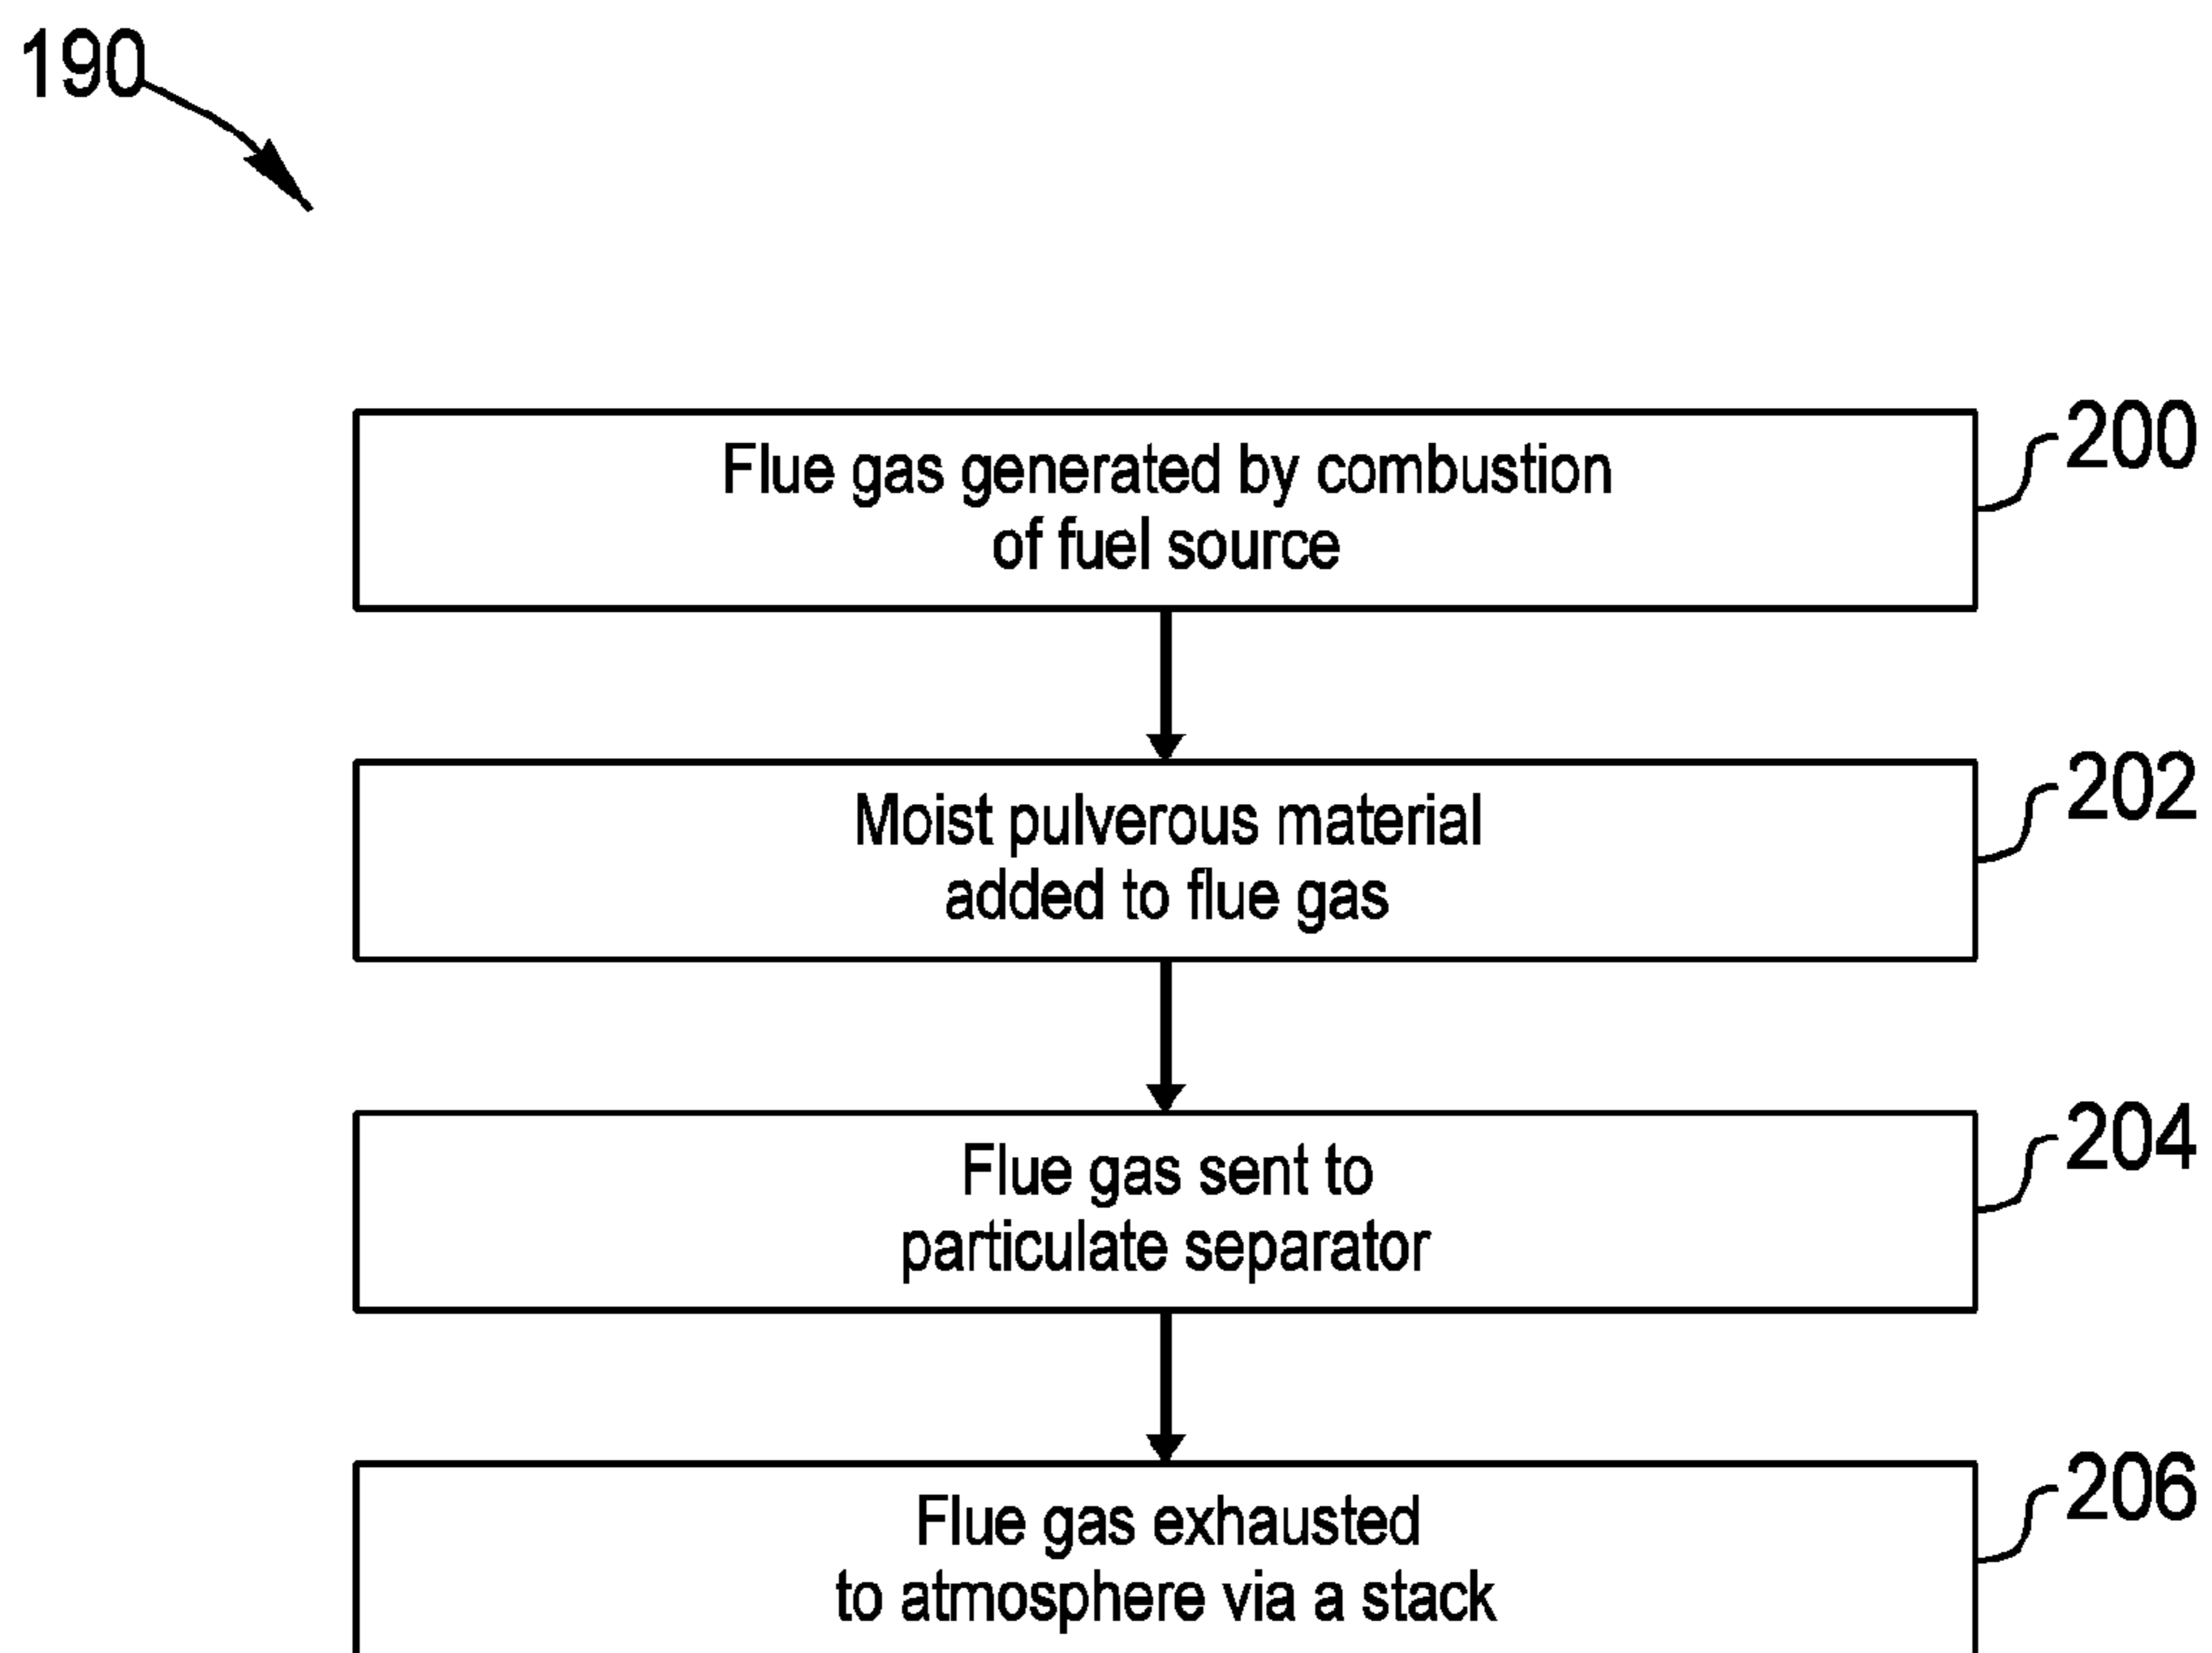 190
Flue gas generated by combustion
of fuel source
200
Moist pulverous material
added to flue gas
202
Flue gas sent to
particulate separator
204
Flue gas exhausted
to atmosphere via a stack
206